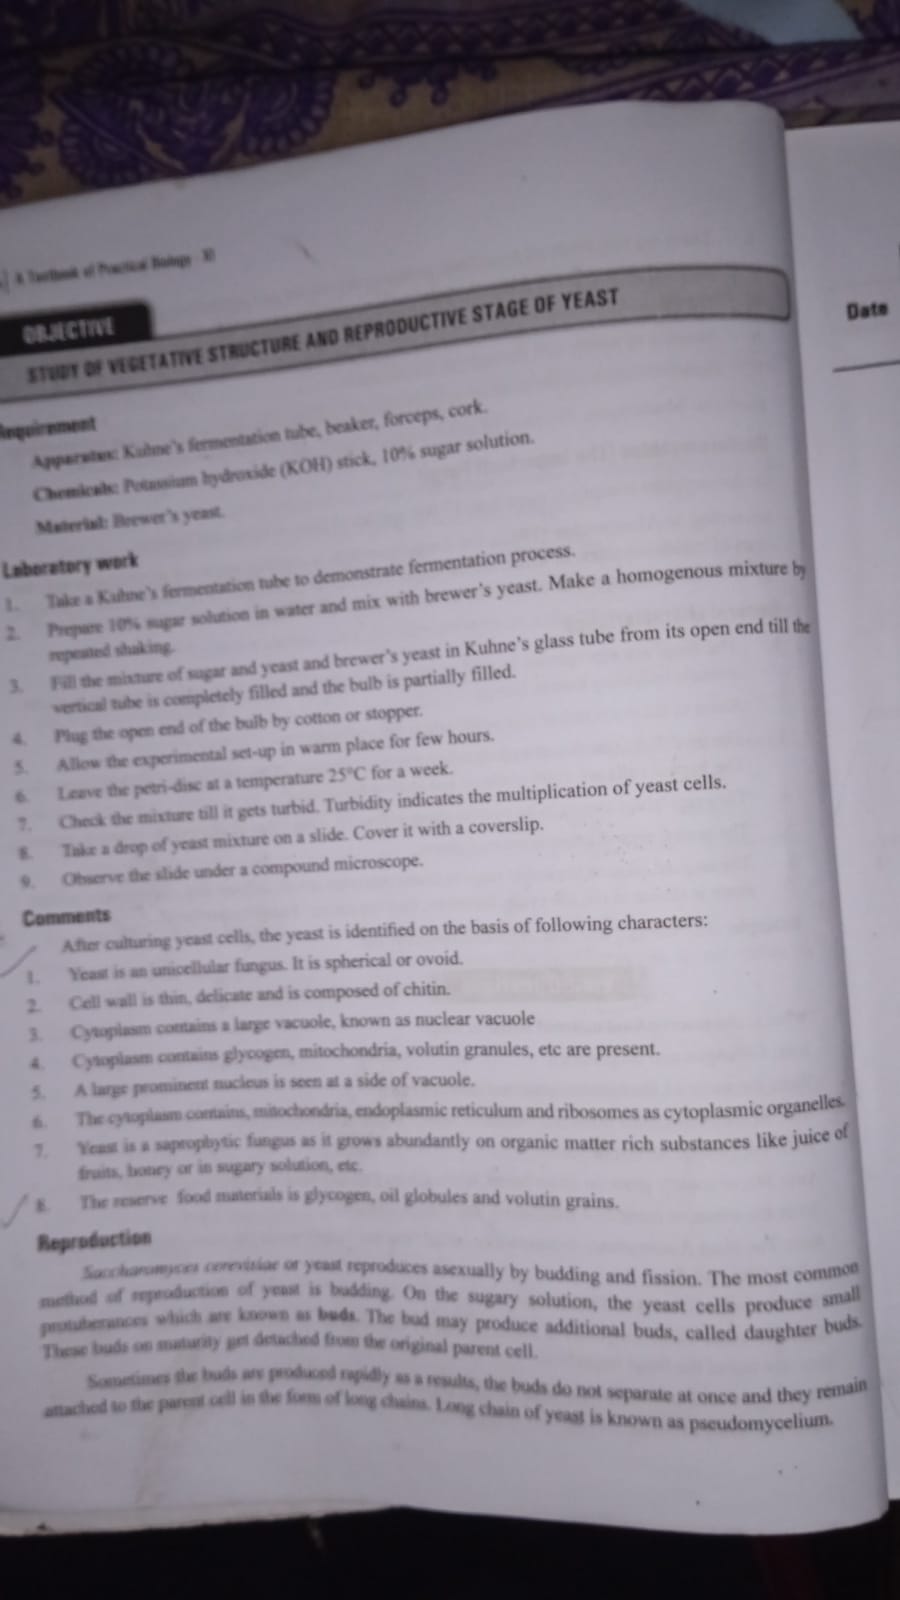 A Textbook of Practical Biology XI
OBJECTIVE
STUDY OF VEGETATIVE STRUCTURE AND REPRODUCTIVE STAGE OF YEAST
Date
Requirement
Apparatus: Kuhne's fermentation tube, beaker, forceps, cork.
Chemicals: Potassium hydroxide (KOH) stick, 10% sugar solution.
Material: Brewer's yeast.
Laboratory work
1. Take a Kuhne's fermentation tube to demonstrate fermentation process.
2. Prepare 10% sugar solution in water and mix with brewer's yeast. Make a homogenous mixture by
repeated shaking.
3. Fill the mixture of sugar and yeast and brewer's yeast in Kuhne's glass tube from its open end till the
vertical tube is completely filled and the bulb is partially filled.
4. Plug the open end of the bulb by cotton or stopper.
5. Allow the experimental set-up in warm place for few hours.
6. Leave the petri-disc at a temperature 25°C for a week.
7. Check the mixture till it gets turbid. Turbidity indicates the multiplication of yeast cells.
8. Take a drop of yeast mixture on a slide. Cover it with a coverslip.
9. Observe the slide under a compound microscope.
Comments
After culturing yeast cells, the yeast is identified on the basis of following characters:
1. Yeast is an unicellular fungus. It is spherical or ovoid.
2. Cell wall is thin, delicate and is composed of chitin.
3. Cytoplasm contains a large vacuole, known as nuclear vacuole
4. Cytoplasm contains glycogen, mitochondria, volutin granules, etc are present.
5. A large prominent nucleus is seen at a side of vacuole.
6. The cytoplasm contains, mitochondria, endoplasmic reticulum and ribosomes as cytoplasmic organelles.
7. Yeast is a saprophytic fungus as it grows abundantly on organic matter rich substances like juice of
fruits, honey or in sugary solution, etc.
8. The reserve food materials is glycogen, oil globules and volutin grains.
Reproduction
Saccharomyces cerevisiae or yeast reproduces asexually by budding and fission. The most common
method of reproduction of yeast is budding. On the sugary solution, the yeast cells produce small
protuberances which are known as buds. The bud may produce additional buds, called daughter buds.
These buds on maturity get detached from the original parent cell.
Sometimes the buds are produced rapidly as a results, the buds do not separate at once and they remain
attached to the parent cell in the form of long chains. Long chain of yeast is known as pseudomycelium.